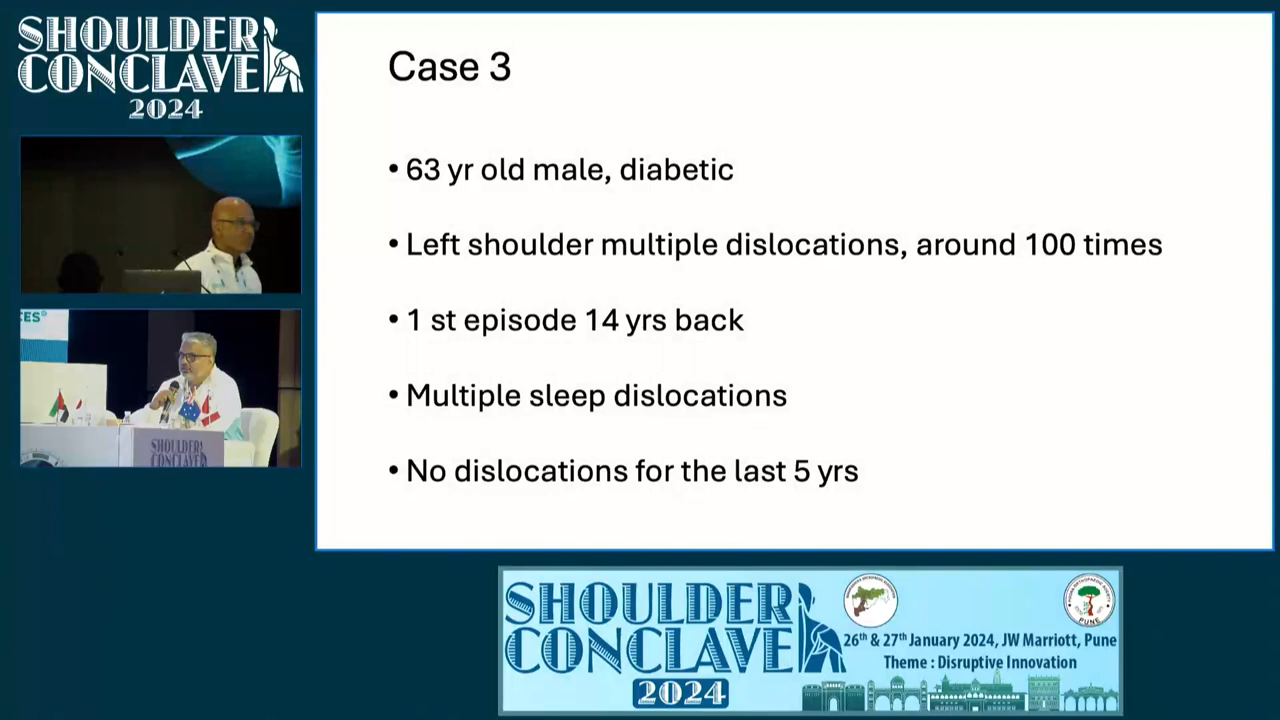 SHOULDER
CONCLAVE
2024
CES®
SHOULDER
CONCLAVE
Case 3
• 63 yr old male, diabetic
• Left shoulder multiple dislocations, around 100 times
• 1 st episode 14 yrs back
• Multiple sleep dislocations
• No dislocations for the last 5 yrs
SHOULDER
CONCLAVE
2024
PUNE
26th & 27th January 2024, JW Marriott, Pune
Theme : Disruptive Innovation